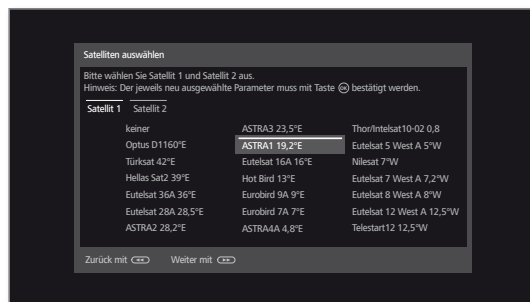 Satelliten auswählen
Bitte wählen Sie Satellit 1 und Satellit 2 aus.
Hinweis: Der jeweils neu ausgewählte Parameter muss mit Taste OK bestätigt werden.
Satellit 1 Satellit 2
keiner ASTRA3 23,5°E Thor/Intelsat10-02 0,8
Optus D1160°E ASTRA1 19,2°E Eutelsat 5 West A 5°W
Türksat 42°E Eutelsat 16A 16°E Nilesat 7°W
Hellas Sat2 39°E Hot Bird 13°E Eutelsat 7 West A 7,2°W
Eutelsat 36A 36°E Eurobird 9A 9°E Eutelsat 8 West A 8°W
Eutelsat 28A 28,5°E Eurobird 7A 7°E Eutelsat 12 West A 12,5°W
ASTRA2 28,2°E ASTRA4A 4,8°E Telestar12 12,5°W
Zurück mit Weiter mit